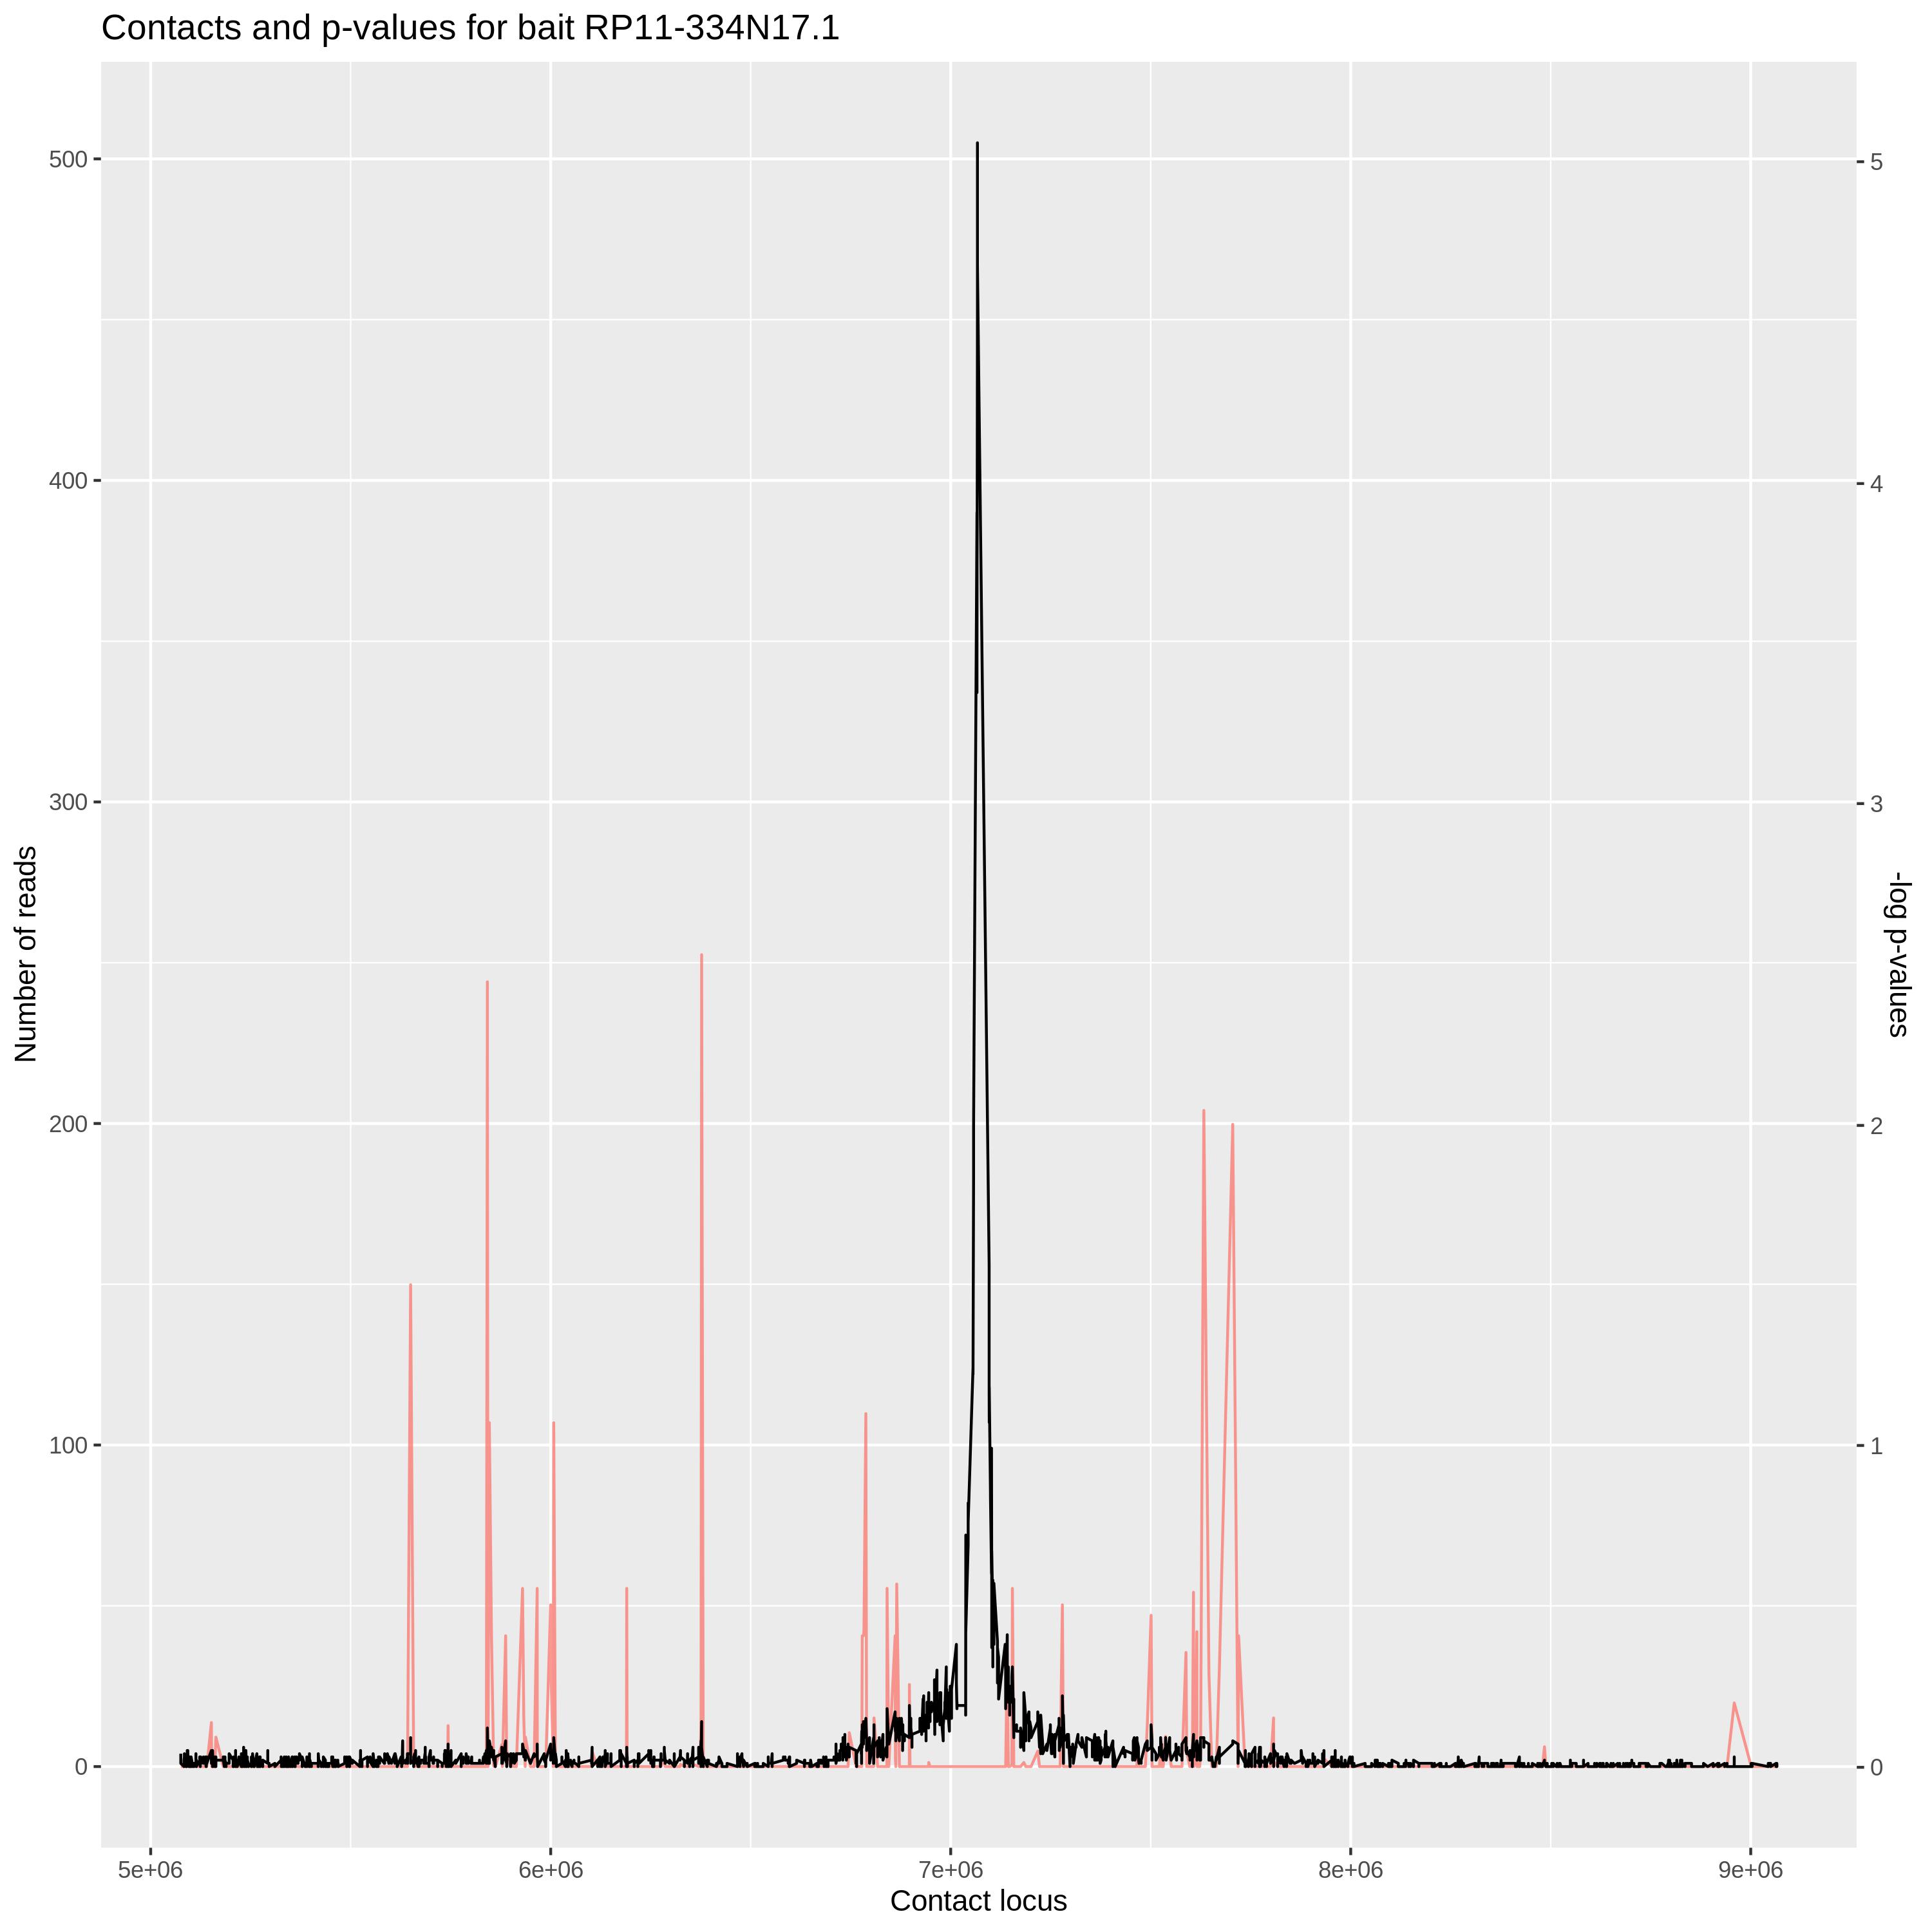 Contacts and p-values for bait RP11-334N17.1
500
400
300
200
100
0
Number of reads
5
4
3
2
1
0
-log p-values
5e+06
6e+06
7e+06
8e+06
9e+06
Contact locus